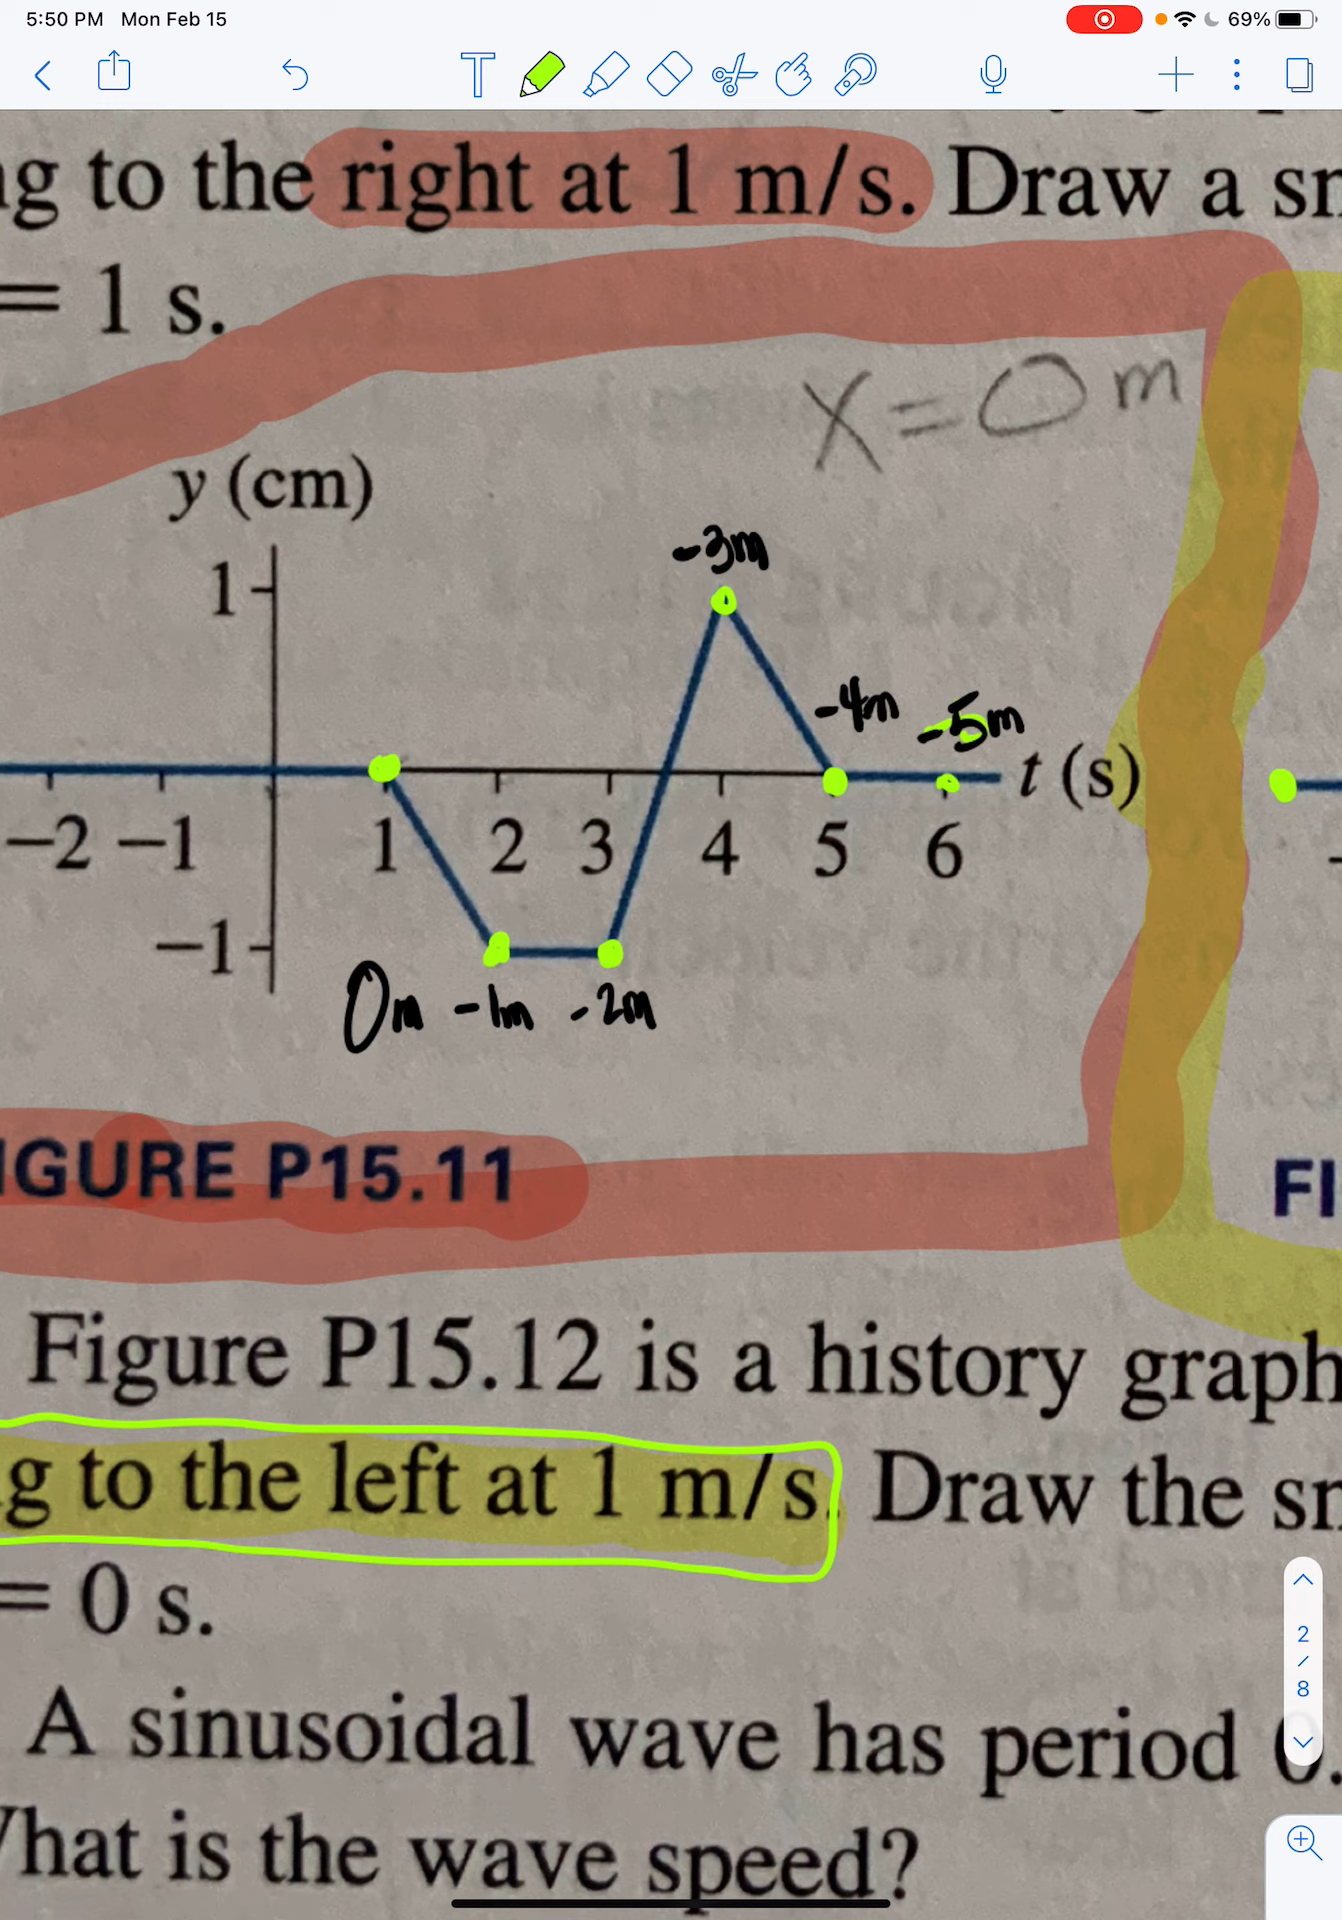 5:50 PM Mon Feb 15
69%
T
g to the right at 1 m/s. Draw a sn
= 1 s.
x = 0 m
y (cm)
-3m
1
-4m
-5m
t (s)
−2 −1 1 2 3 4 5 6
−1
0m -1m -2m
IGURE P15.11
FI
Figure P15.12 is a history graph
g to the left at 1 m/s. Draw the sn
= 0 s.
2
/
8
A sinusoidal wave has period 0.
What is the wave speed?